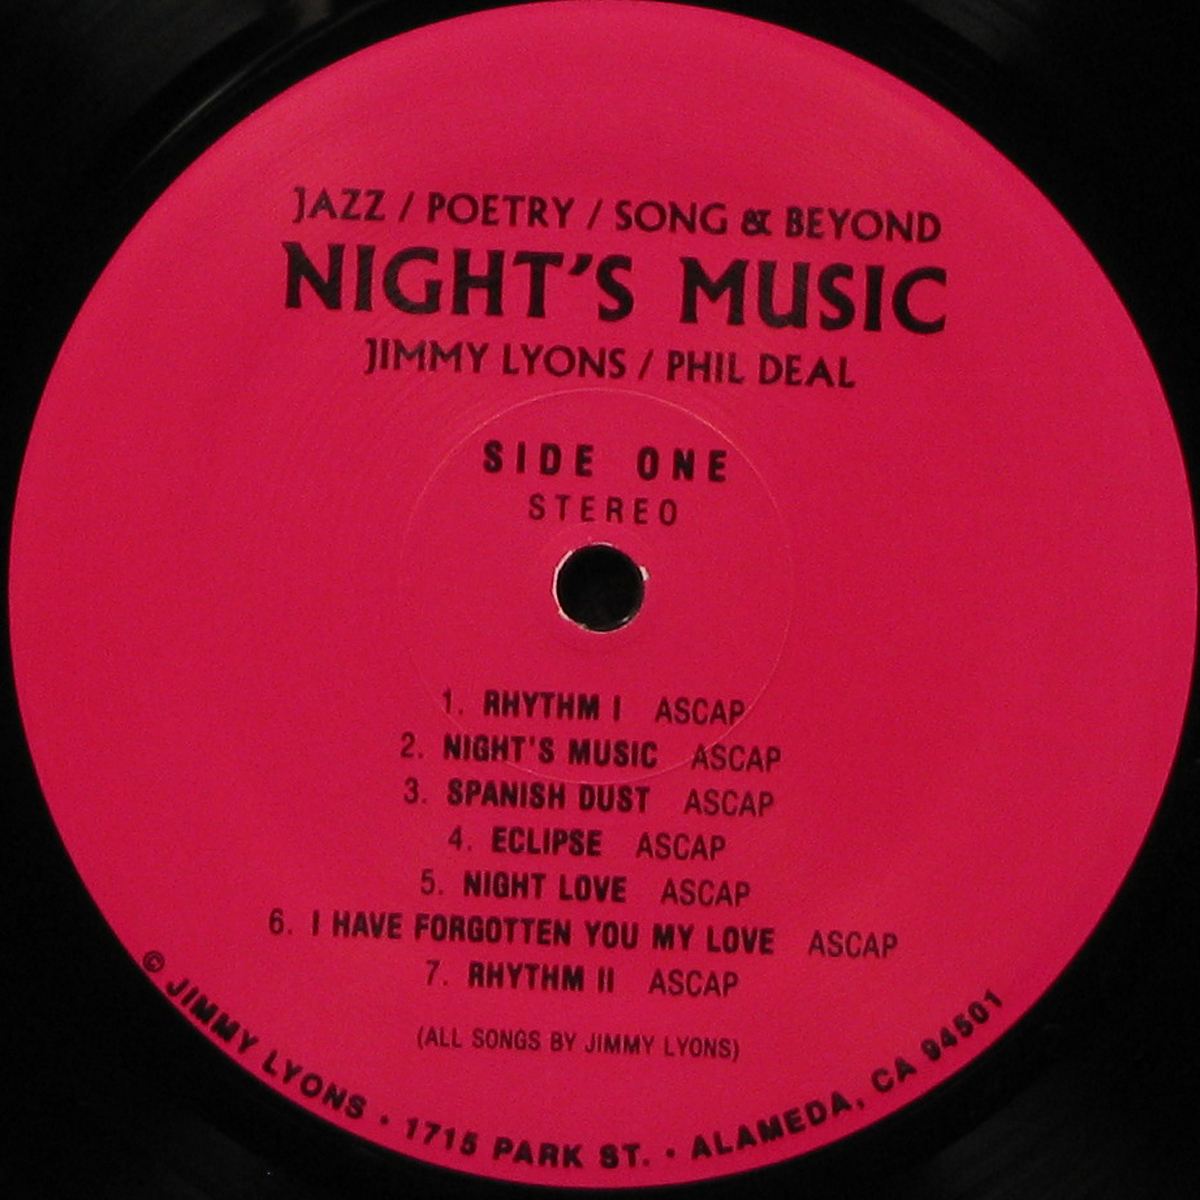 JAZZ / POETRY / SONG & BEYOND
NIGHT'S MUSIC
JIMMY LYONS / PHIL DEAL
SIDE ONE
STEREO
1. RHYTHM I ASCAP
2. NIGHT'S MUSIC ASCAP
3. SPANISH DUST ASCAP
4. ECLIPSE ASCAP
5. NIGHT LOVE ASCAP
6. I HAVE FORGOTTEN YOU MY LOVE ASCAP
7. RHYTHM II ASCAP
(ALL SONGS BY JIMMY LYONS)
© JIMMY LYONS • 1715 PARK ST. • ALAMEDA, CA 94501